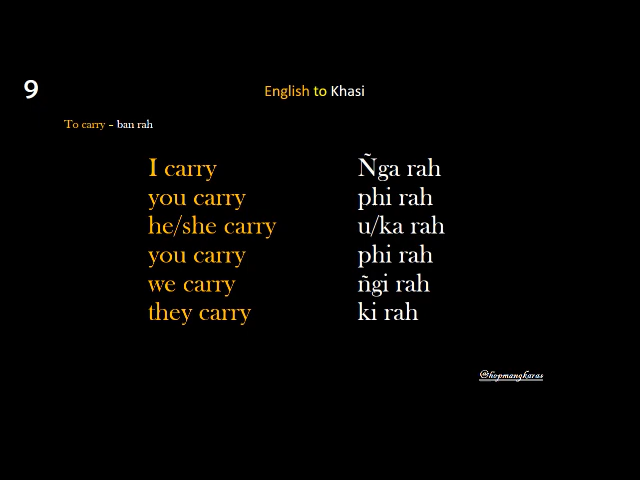 9
English to Khasi
To carry – ban rah
I carry Ñga rah
you carry phi rah
he/she carry u/ka rah
you carry phi rah
we carry ñgi rah
they carry ki rah
@hopmangkaras